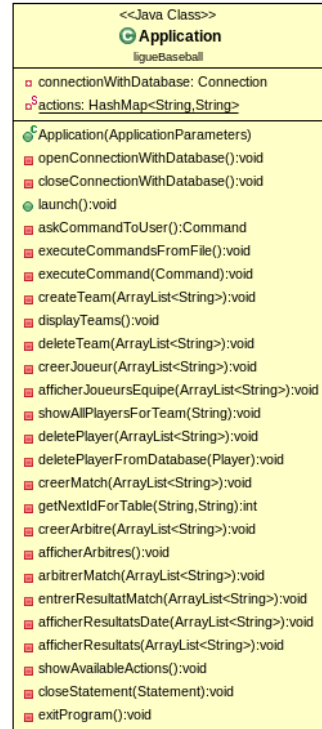 <<Java Class>>
Application
ligueBaseball
connectionWithDatabase: Connection
actions: HashMap<String,String>
Application(ApplicationParameters)
openConnectionWithDatabase():void
closeConnectionWithDatabase():void
launch():void
askCommandToUser():Command
executeCommandsFromFile():void
executeCommand(Command):void
createTeam(ArrayList<String>):void
displayTeams():void
deleteTeam(ArrayList<String>):void
creerJoueur(ArrayList<String>):void
afficherJoueursEquipe(ArrayList<String>):void
showAllPlayersForTeam(String):void
deletePlayer(ArrayList<String>):void
deletePlayerFromDatabase(Player):void
creerMatch(ArrayList<String>):void
getNextIdForTable(String,String):int
creerArbitre(ArrayList<String>):void
afficherArbitres():void
arbitrerMatch(ArrayList<String>):void
entrerResultatMatch(ArrayList<String>):void
afficherResultatsDate(ArrayList<String>):void
afficherResultats(ArrayList<String>):void
showAvailableActions():void
closeStatement(Statement):void
exitProgram():void